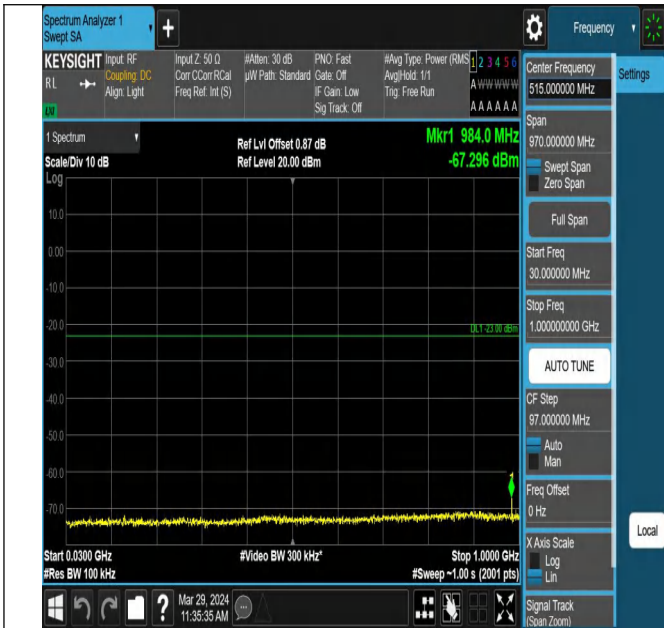 Spectrum Analyzer 1
Swept SA
Frequency
KEYSIGHT
RL
LXI
Input: RF
Coupling: DC
Align: Light
Input Z: 50 Ω
Corr CCorr RCal
Freq Ref: Int (S)
#Atten: 30 dB
µW Path: Standard
PNO: Fast
Gate: Off
IF Gain: Low
Sig Track: Off
#Avg Type: Power (RMS
Avg|Hold: 1/1
Trig: Free Run
1 2 3 4 5 6
A W W W W W
A A A A A A
Center Frequency
515.000000 MHz
Settings
1 Spectrum
Scale/Div 10 dB
Log
Ref Lvl Offset 0.87 dB
Ref Level 20.00 dBm
Mkr1 984.0 MHz
-67.296 dBm
10.0
0.00
-10.0
-20.0
-30.0
-40.0
-50.0
-60.0
-70.0
DL1 -23.00 dBm
1
Start 0.0300 GHz
#Res BW 100 kHz
#Video BW 300 kHz*
Stop 1.0000 GHz
#Sweep ~1.00 s (2001 pts)
Span
970.000000 MHz
Swept Span
Zero Span
Full Span
Start Freq
30.000000 MHz
Stop Freq
1.000000000 GHz
AUTO TUNE
CF Step
97.000000 MHz
Auto
Man
Freq Offset
0 Hz
X Axis Scale
Log
Lin
Local
Signal Track
(Span Zoom)
?
Mar 29, 2024
11:35:35 AM